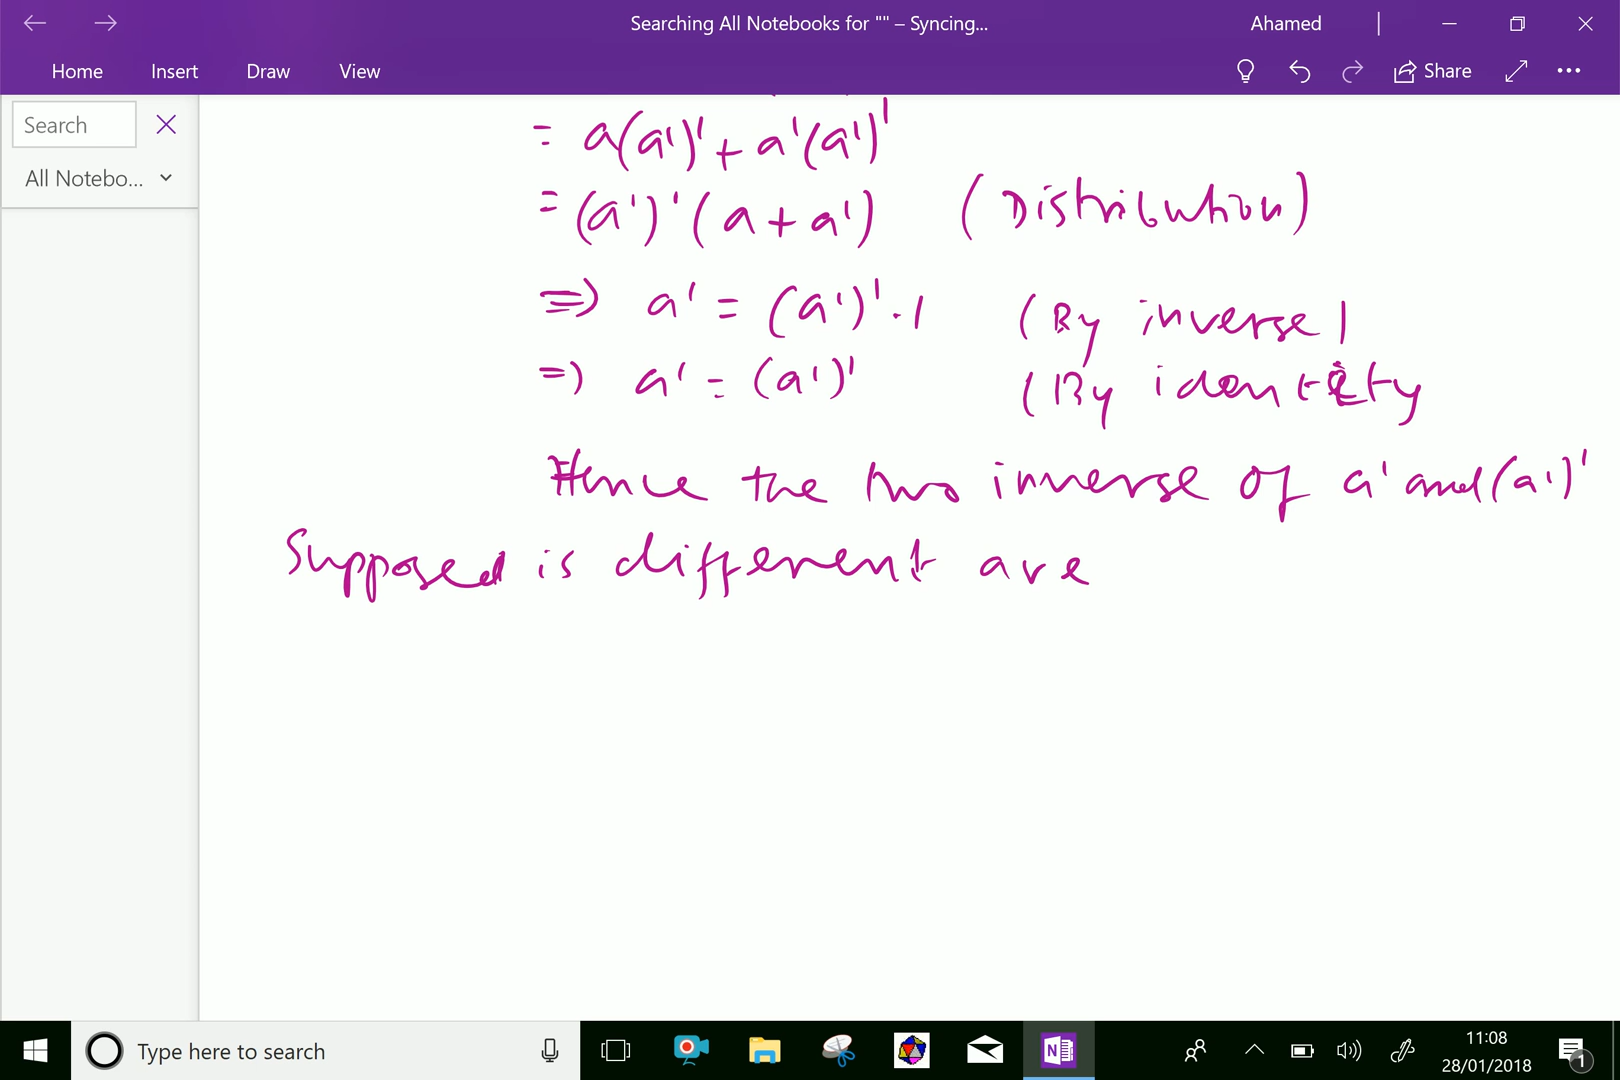 Searching All Notebooks for "" – Syncing...
Ahamed
Home Insert Draw View
Share
Search
All Notebo...
= a(a')' + a'(a')'
= (a')' (a + a') (Distribution)
=> a' = (a')' . 1 (By inverse)
=> a' = (a')' (By identity
Hence the two inverse of a' and (a')'
Supposed is different are
Type here to search
11:08
28/01/2018
1